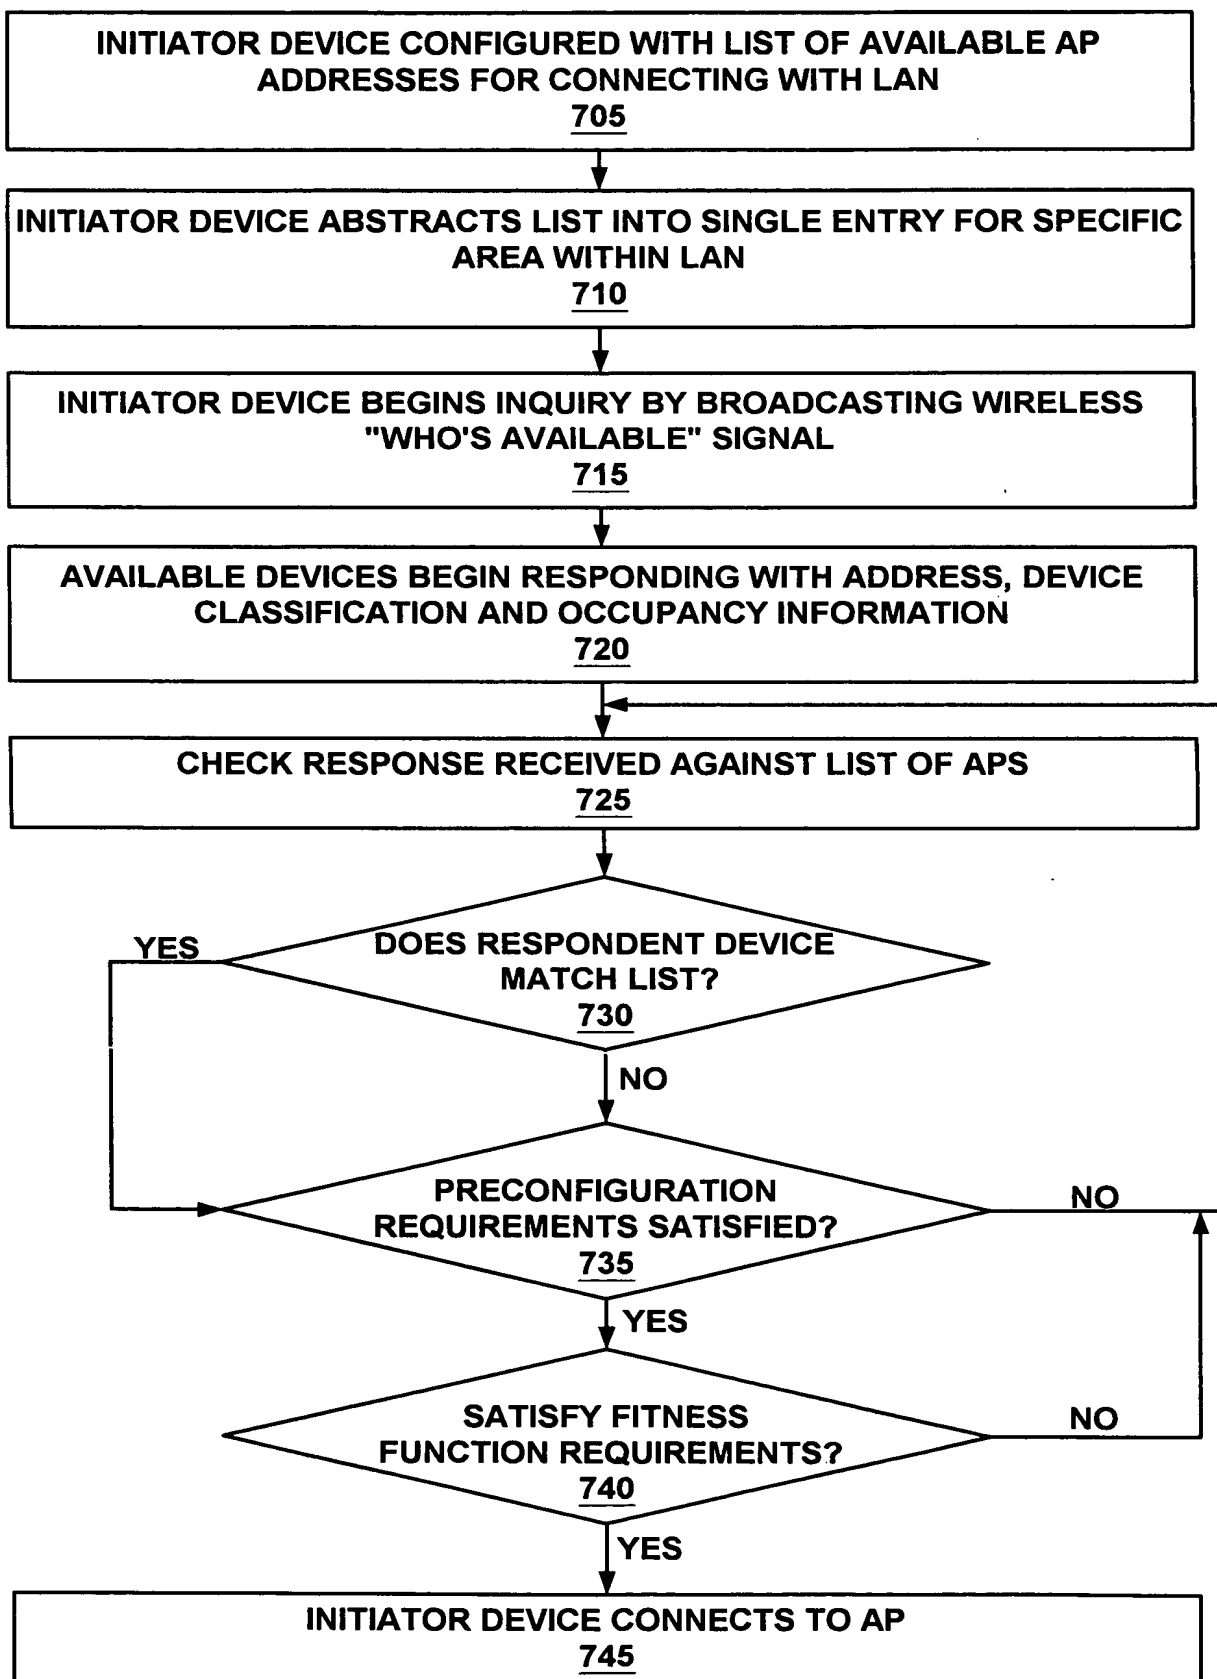 INITIATOR DEVICE CONFIGURED WITH LIST OF AVAILABLE AP
ADDRESSES FOR CONNECTING WITH LAN
705
INITIATOR DEVICE ABSTRACTS LIST INTO SINGLE ENTRY FOR SPECIFIC
AREA WITHIN LAN
710
INITIATOR DEVICE BEGINS INQUIRY BY BROADCASTING WIRELESS
"WHO'S AVAILABLE" SIGNAL
715
AVAILABLE DEVICES BEGIN RESPONDING WITH ADDRESS, DEVICE
CLASSIFICATION AND OCCUPANCY INFORMATION
720
CHECK RESPONSE RECEIVED AGAINST LIST OF APS
725
YES
DOES RESPONDENT DEVICE
MATCH LIST?
730
NO
PRECONFIGURATION
REQUIREMENTS SATISFIED?
735
NO
YES
SATISFY FITNESS
FUNCTION REQUIREMENTS?
740
NO
YES
INITIATOR DEVICE CONNECTS TO AP
745